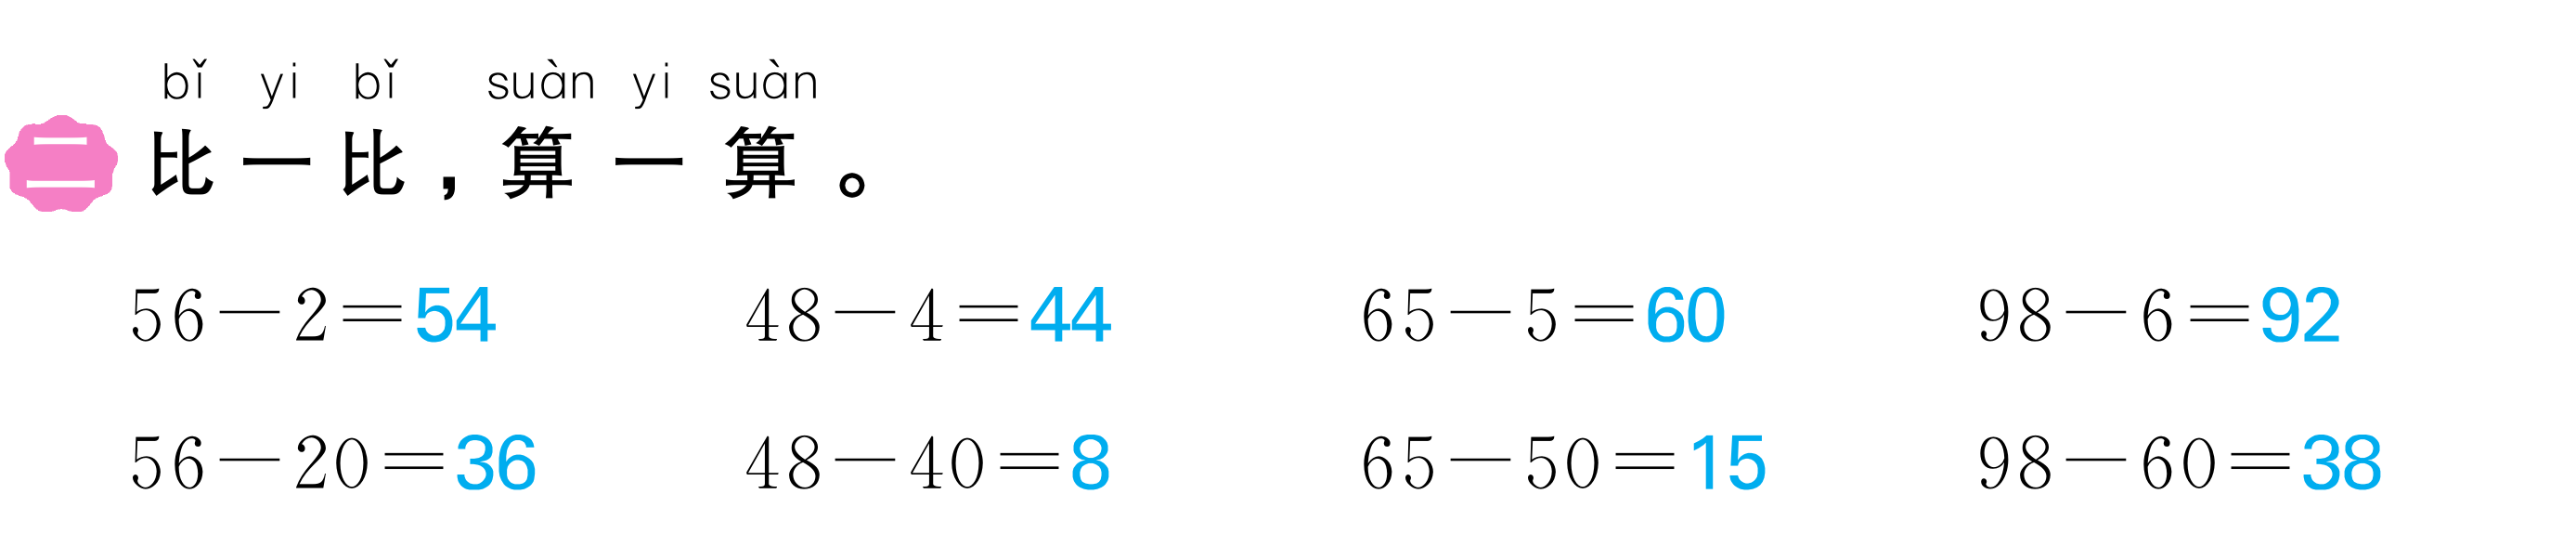 bǐ yi bǐ suàn yi suàn
二 比一比,算一算。
56-2=54 48-4=44 65-5=60 98-6=92
56-20=36 48-40=8 65-50=15 98-60=38